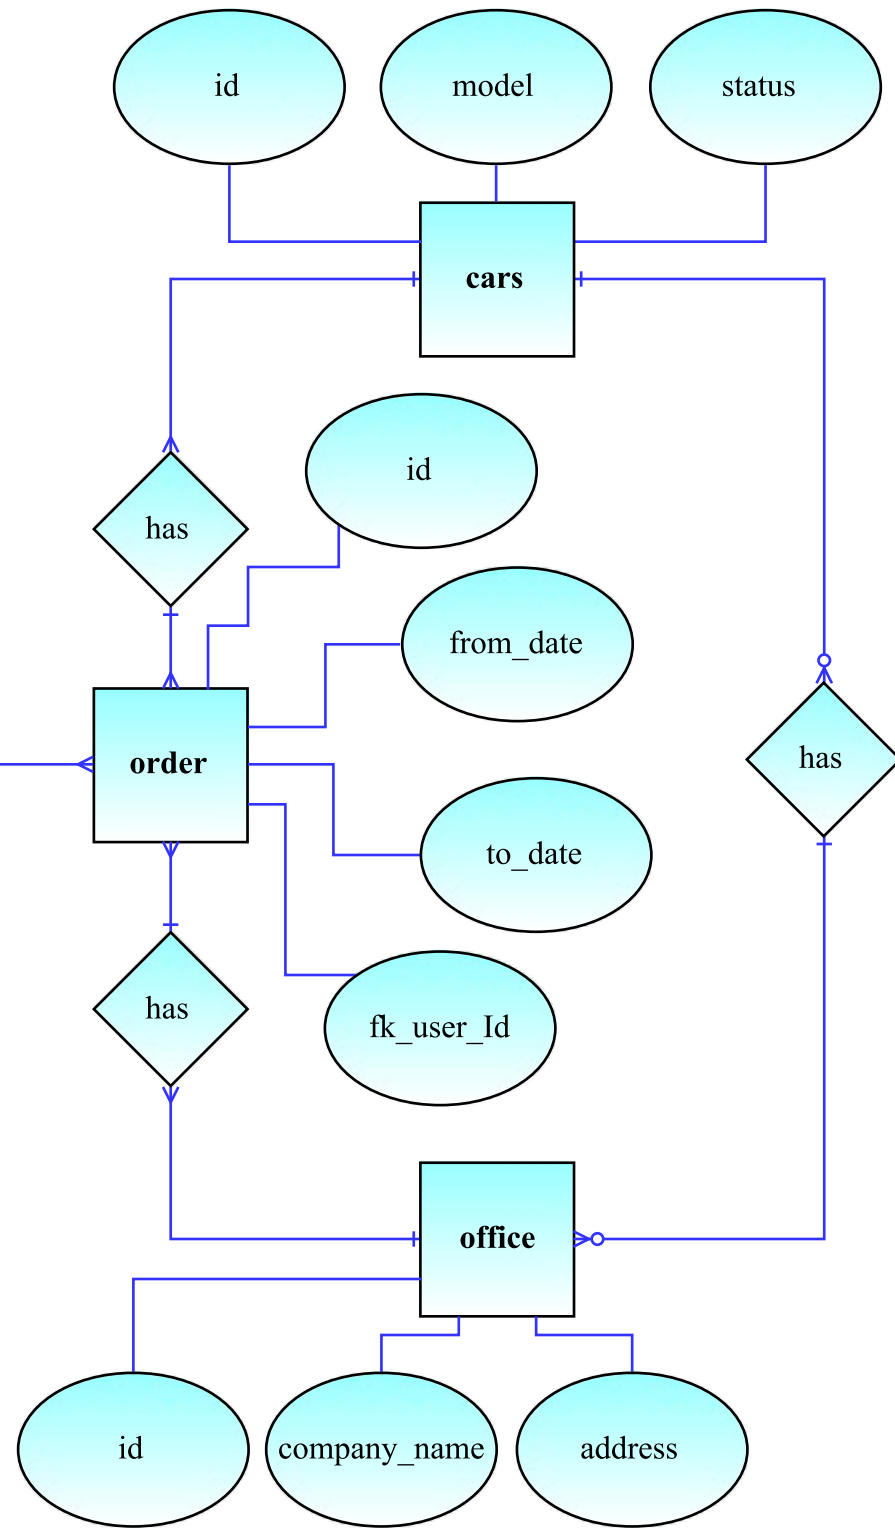 id
model
status
cars
id
has
from_date
order
has
to_date
has
fk_user_Id
office
id
company_name
address